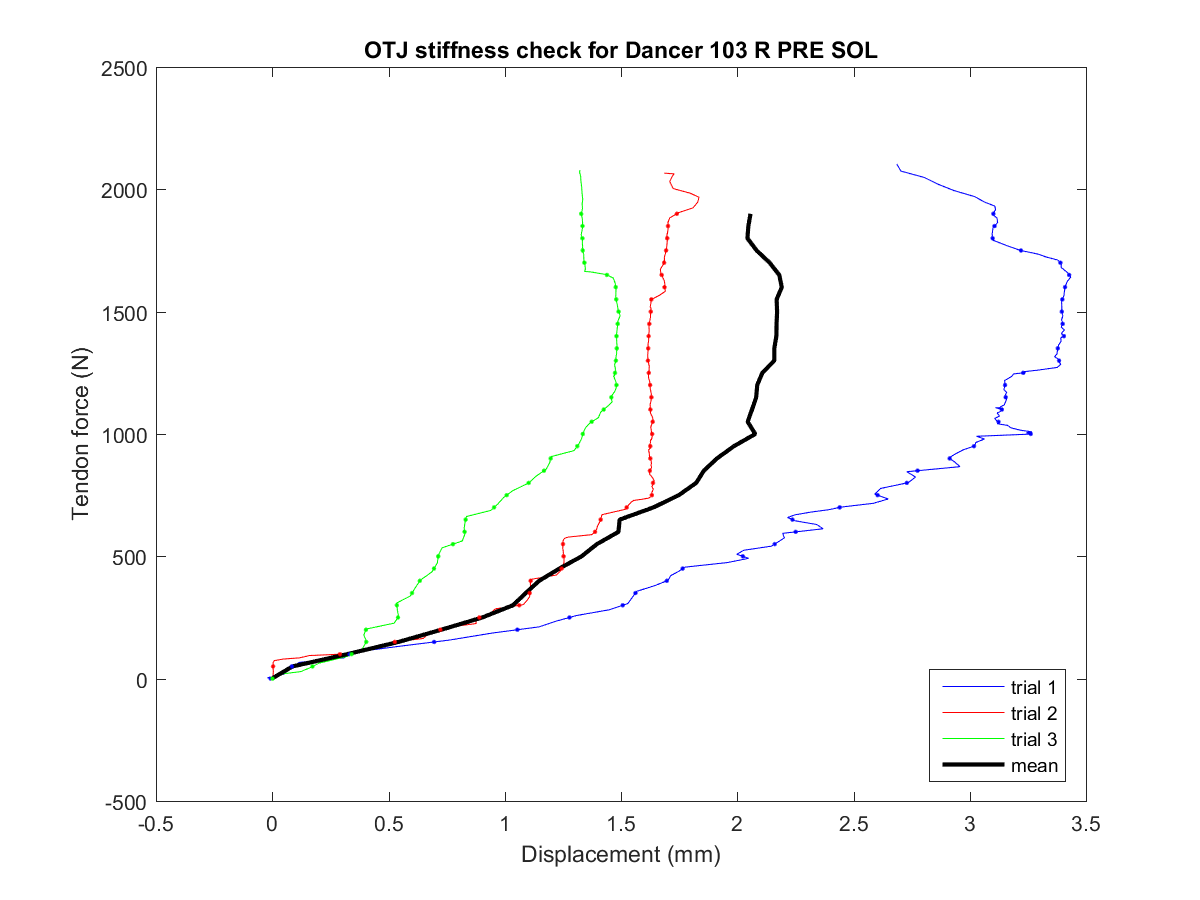 OTJ stiffness check for Dancer 103 R PRE SOL
2500
2000
1500
1000
500
0
-500
Tendon force (N)
-0.5
0
0.5
1
1.5
2
2.5
3
3.5
Displacement (mm)
trial 1
trial 2
trial 3
mean